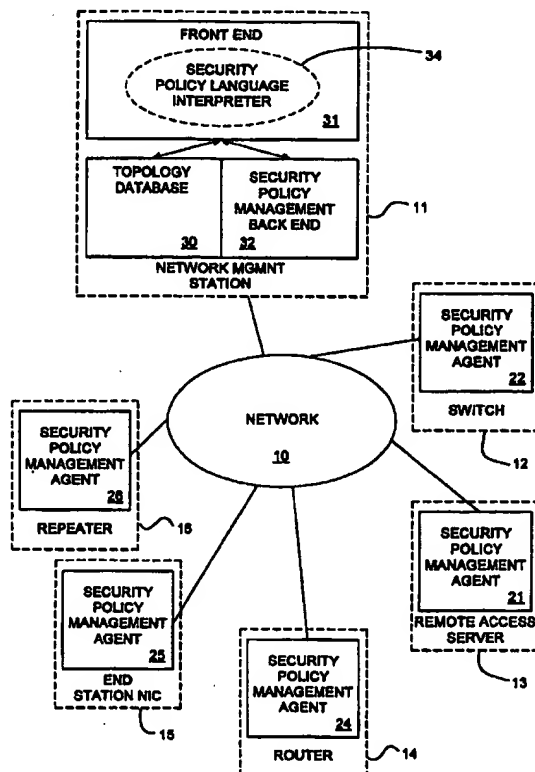 FRONT END
SECURITY
POLICY LANGUAGE
INTERPRETER
34
31
TOPOLOGY
DATABASE
30
SECURITY
POLICY
MANAGEMENT
BACK END
32
NETWORK MGMNT
STATION
11
SECURITY
POLICY
MANAGEMENT
AGENT
22
SWITCH
12
NETWORK
10
SECURITY
POLICY
MANAGEMENT
AGENT
26
REPEATER
16
SECURITY
POLICY
MANAGEMENT
AGENT
21
REMOTE ACCESS
SERVER
13
SECURITY
POLICY
MANAGEMENT
AGENT
25
END
STATION NIC
15
SECURITY
POLICY
MANAGEMENT
AGENT
24
ROUTER
14